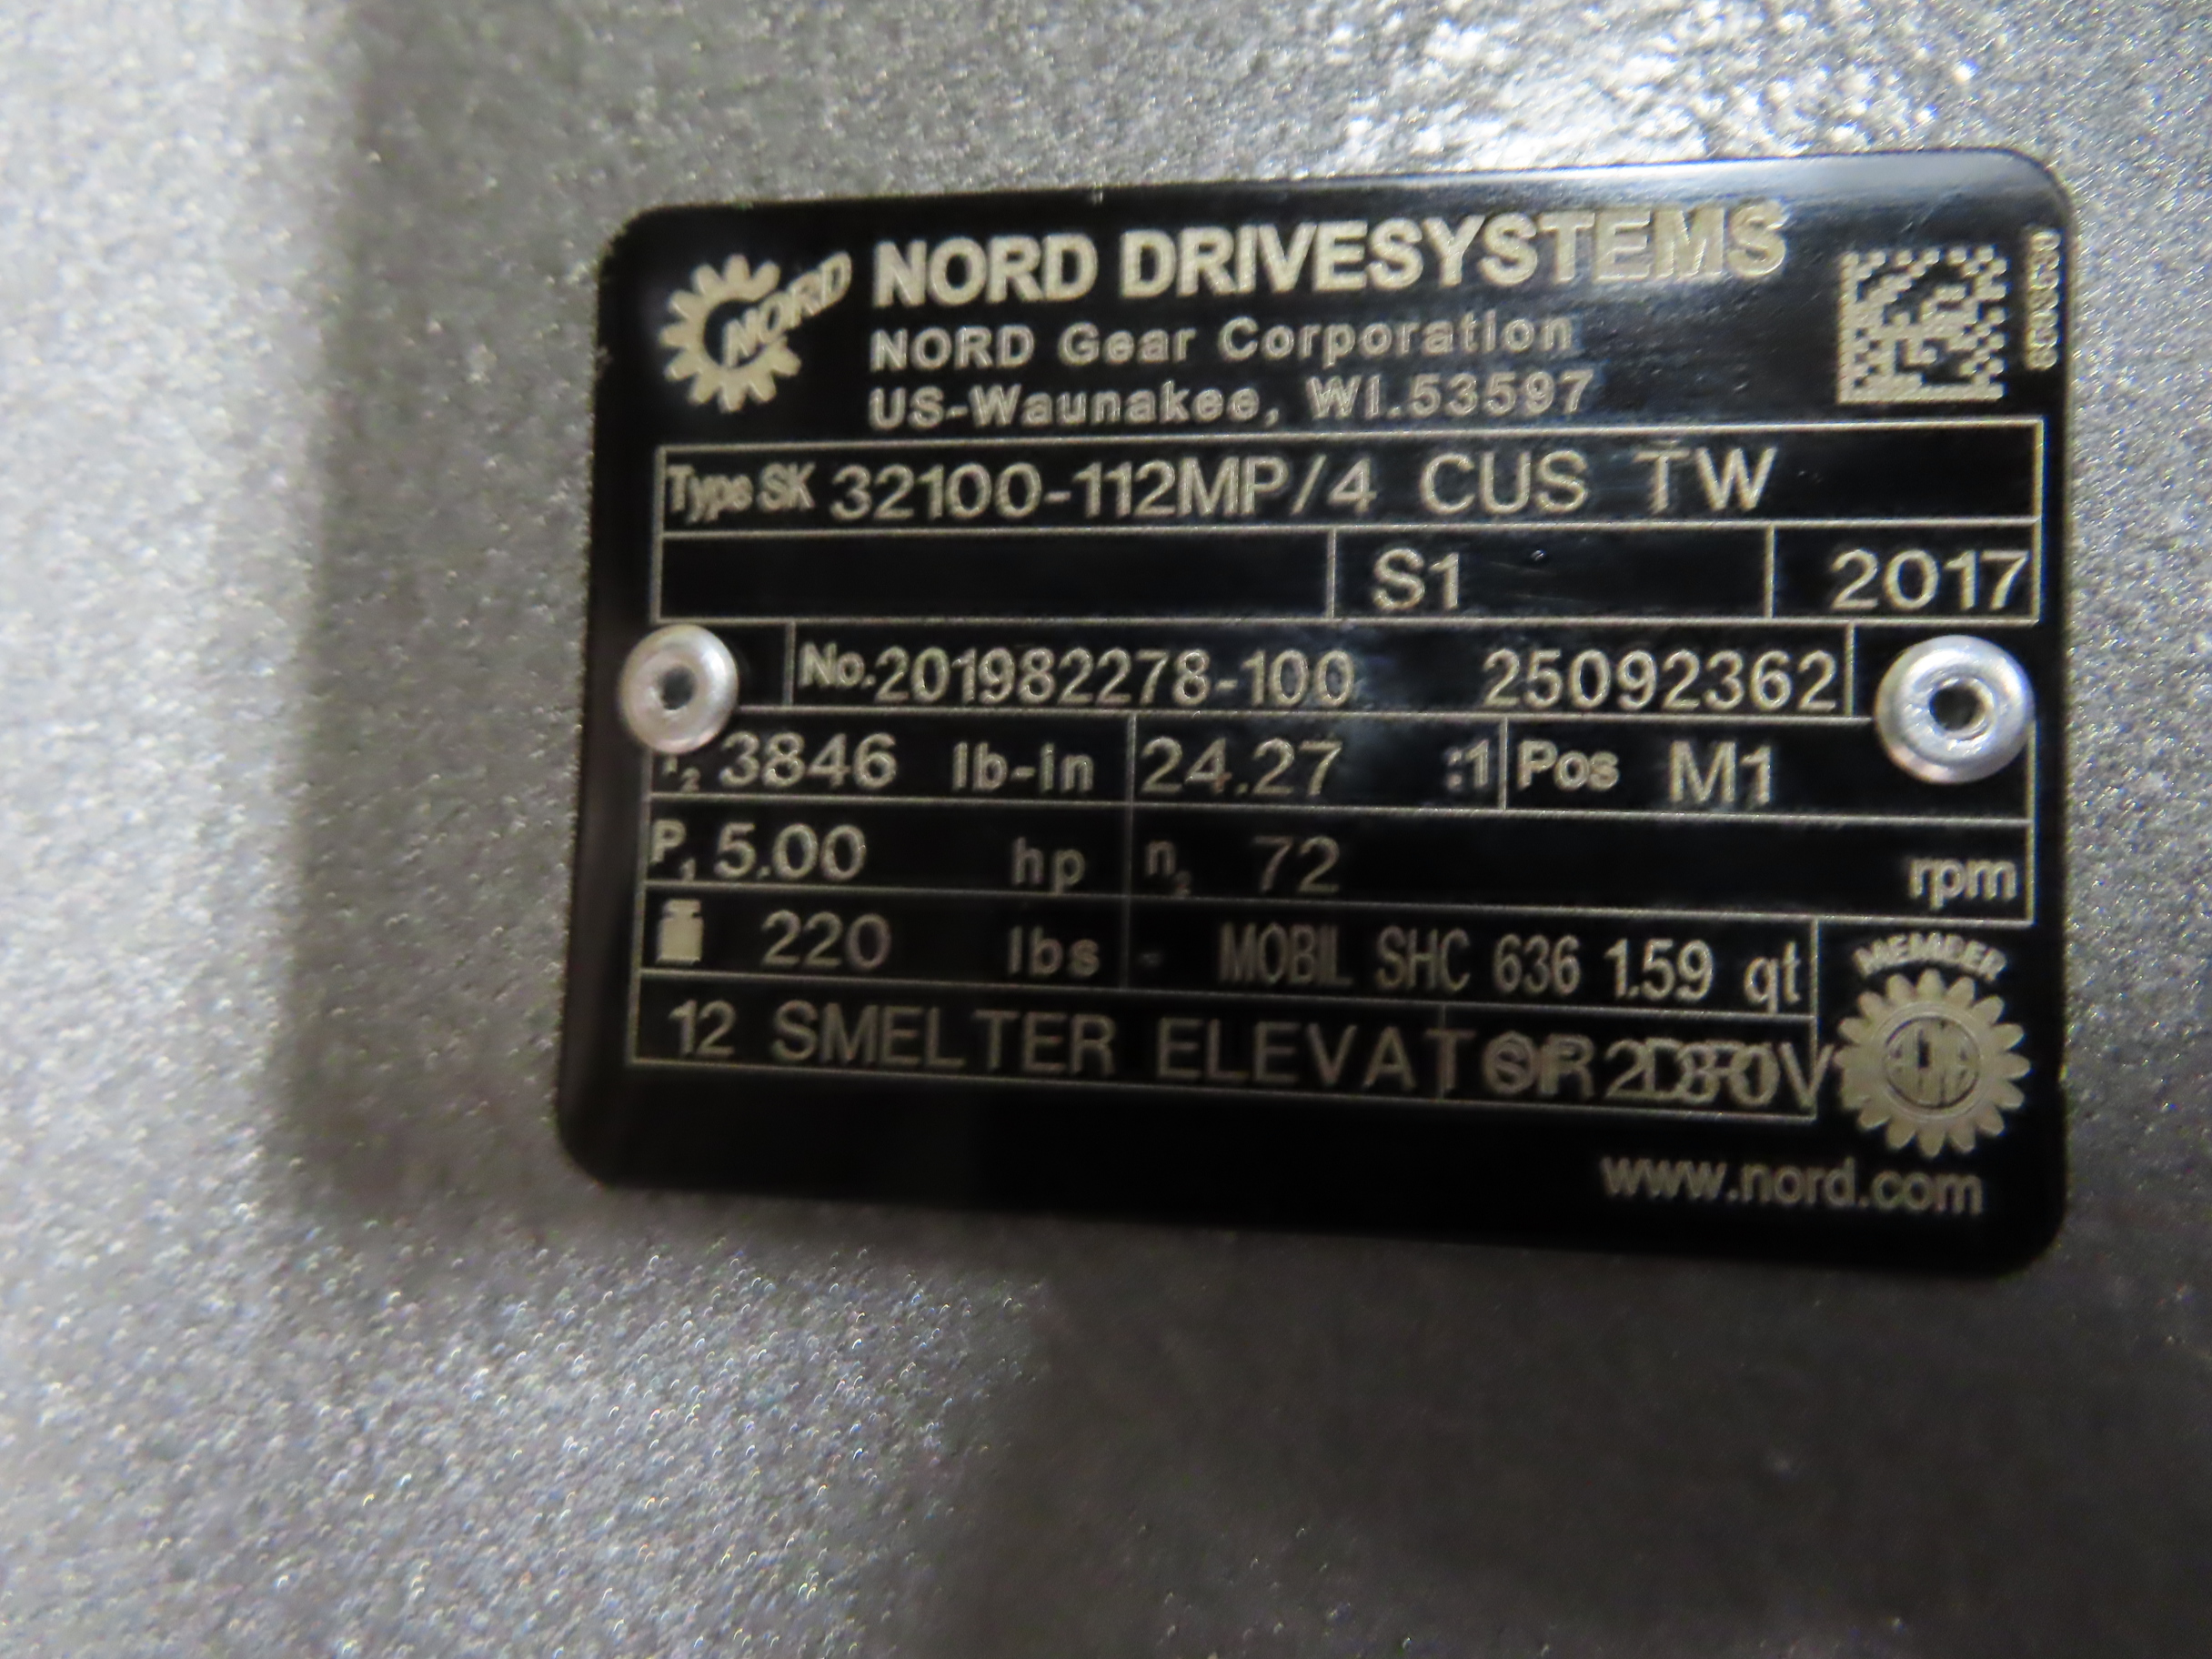 NORD
NORD DRIVESYSTEMS
NORD Gear Corporation
US-Waunakee, WI.53597
Type SK 32100-112MP/4 CUS TW
S1 2017
No. 201982278-100 25092362
3846 lb-in 24.27 :1 Pos M1
P1 5.00 hp n2 72 rpm
220 lbs - MOBIL SHC 636 1.59 qt
12 SMELTER ELEVATOR
MEMBER
AGMA
www.nord.com